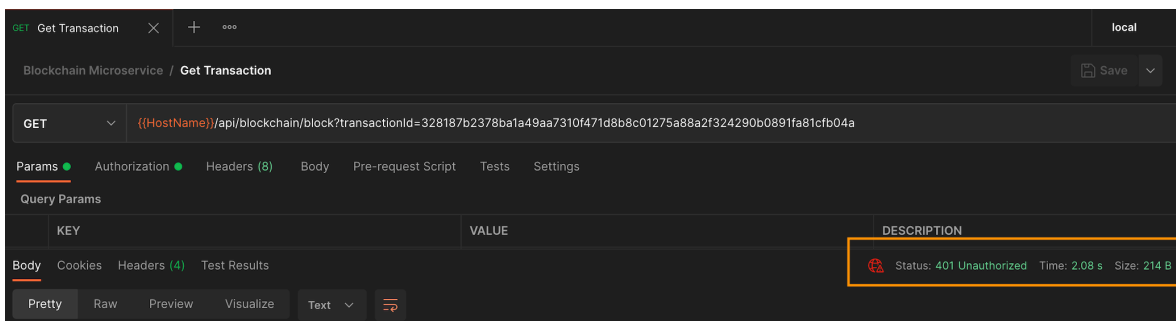 GET Get Transaction
local
Blockchain Microservice / Get Transaction
Save
GET {{HostName}}/api/blockchain/block?transactionId=328187b2378ba1a49aa7310f471d8b8c01275a88a2f324290b0891fa81cfb04a
Params Authorization Headers (8) Body Pre-request Script Tests Settings
Query Params
KEY VALUE DESCRIPTION
Body Cookies Headers (4) Test Results Status: 401 Unauthorized Time: 2.08 s Size: 214 B
Pretty Raw Preview Visualize Text